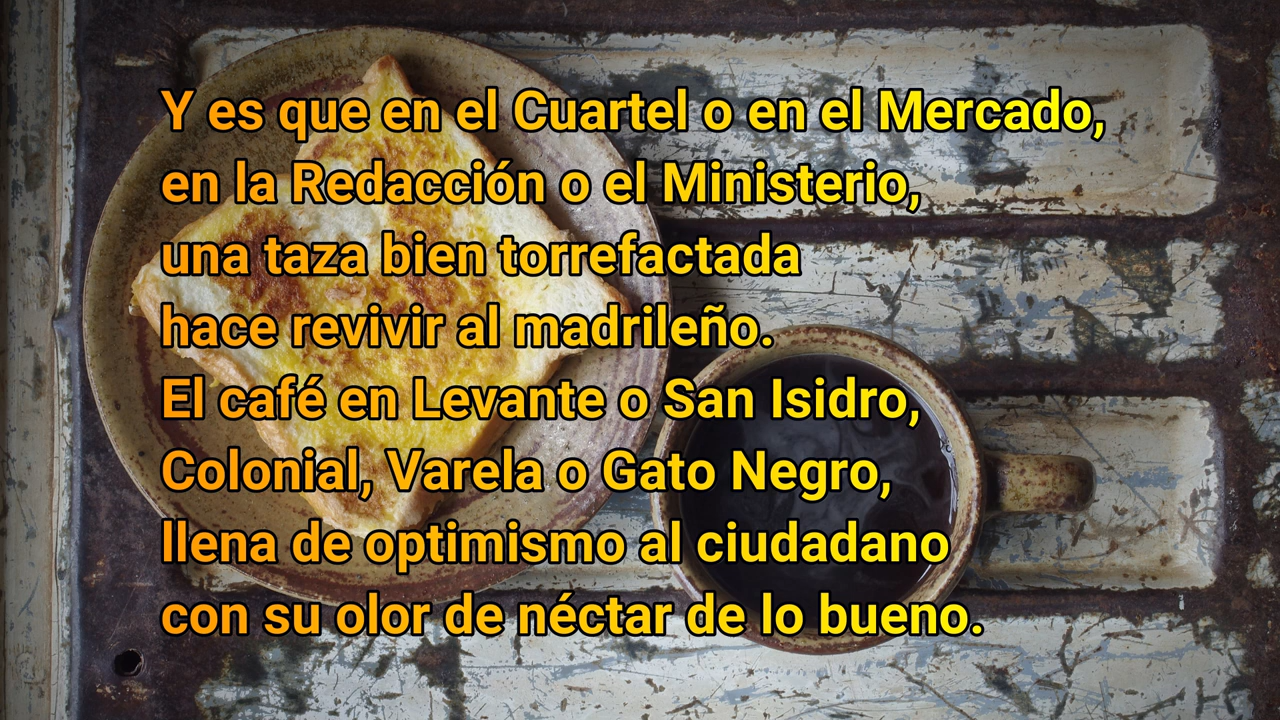 Y es que en el Cuartel o en el Mercado,
en la Redacción o el Ministerio,
una taza bien torrefactada
hace revivir al madrileño.
El café en Levante o San Isidro,
Colonial, Varela o Gato Negro,
llena de optimismo al ciudadano
con su olor de néctar de lo bueno.